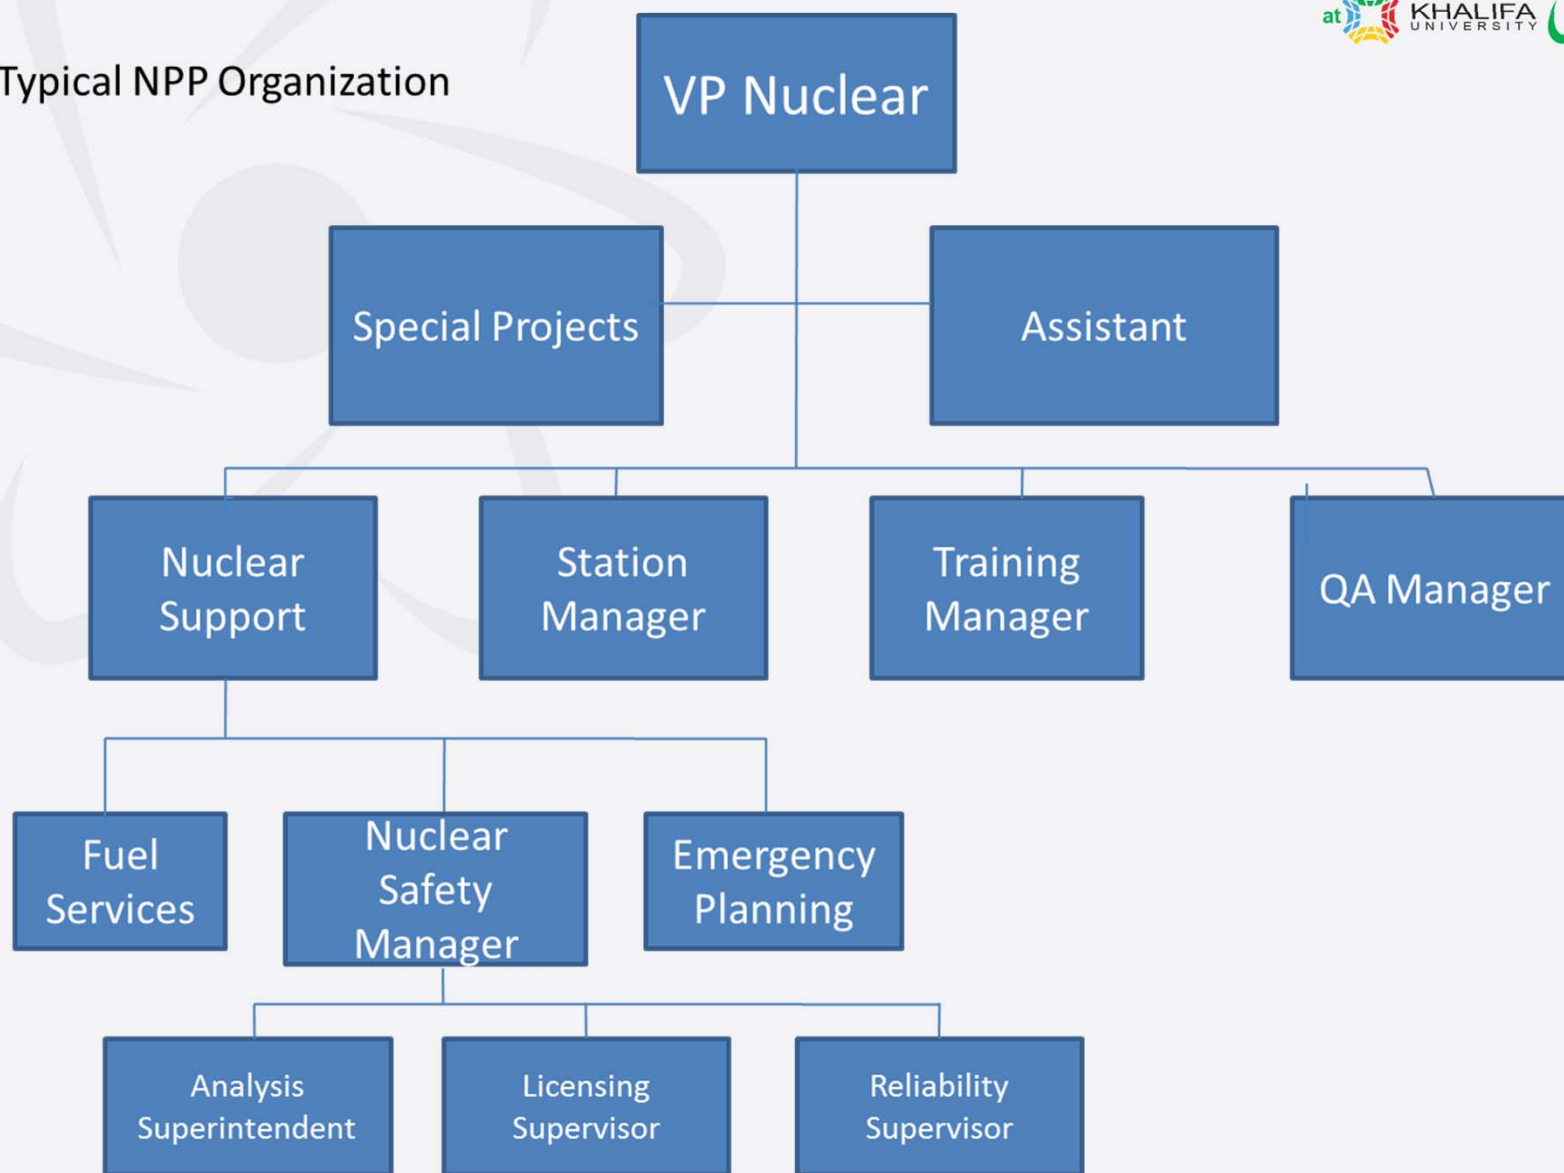 at KHALIFA
UNIVERSITY
Typical NPP Organization
VP Nuclear
Special Projects
Assistant
Nuclear
Support
Station
Manager
Training
Manager
QA Manager
Fuel
Services
Nuclear
Safety
Manager
Emergency
Planning
Analysis
Superintendent
Licensing
Supervisor
Reliability
Supervisor